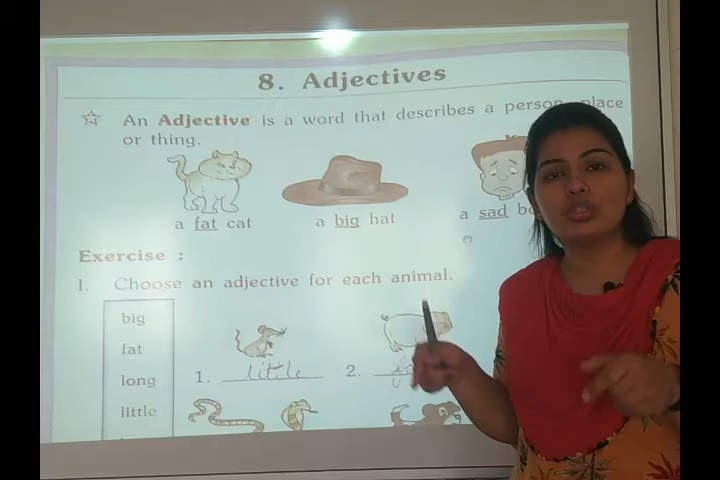 8. Adjectives
☆ An Adjective is a word that describes a person, place
or thing.
a fat cat
a big hat
a sad
Exercise :
I. Choose an adjective for each animal.
big
fat
long
little
1. little
2.